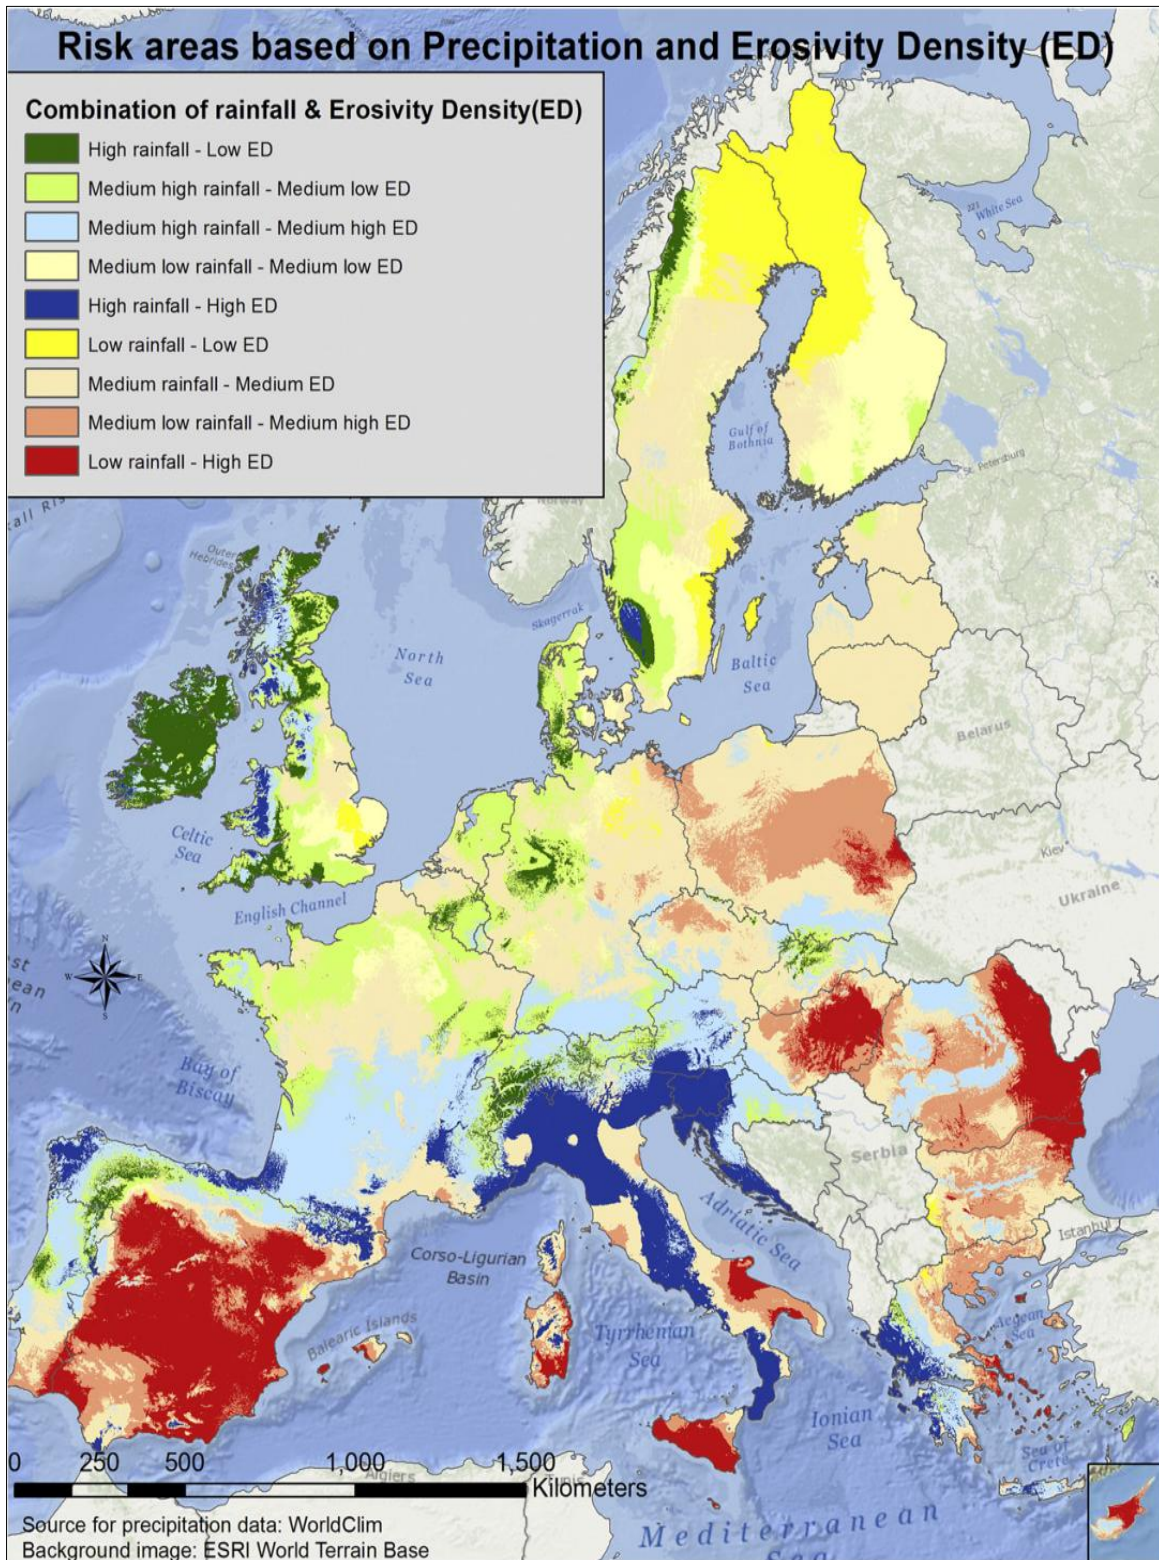 Risk areas based on Precipitation and Erosivity Density (ED)
Combination of rainfall & Erosivity Density(ED)
High rainfall - Low ED
Medium high rainfall - Medium low ED
Medium high rainfall - Medium high ED
Medium low rainfall - Medium low ED
High rainfall - High ED
Low rainfall - Low ED
Medium rainfall - Medium ED
Medium low rainfall - Medium high ED
Low rainfall - High ED
White Sea
Gulf of
Bothnia
St. Petersburg
Norway
Outer
Hebrides
Skagerrak
North
Sea
Baltic
Sea
Belarus
Celtic
Sea
Kiev
Ukraine
English Channel
N
W
E
S
Bay of
Biscay
Serbia
Adriatic Sea
Istanbul
Corso-Ligurian
Basin
Balearic Islands
Tyrrhenian
Sea
Aegean
Sea
Ionian
Sea
Sea of
Crete
0 250 500 1,000 1,500
Kilometers
Algiers
Tunis
Mediterranean
Sea
Source for precipitation data: WorldClim
Background image: ESRI World Terrain Base